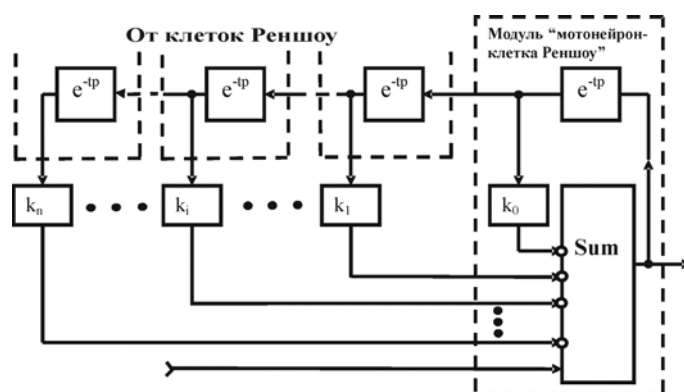 От клеток Реншоу
Модуль “мотонейрон-
клетка Реншоу”
e⁻ᵗᵖ
e⁻ᵗᵖ
e⁻ᵗᵖ
e⁻ᵗᵖ
kₙ
kᵢ
k₁
k₀
Sum